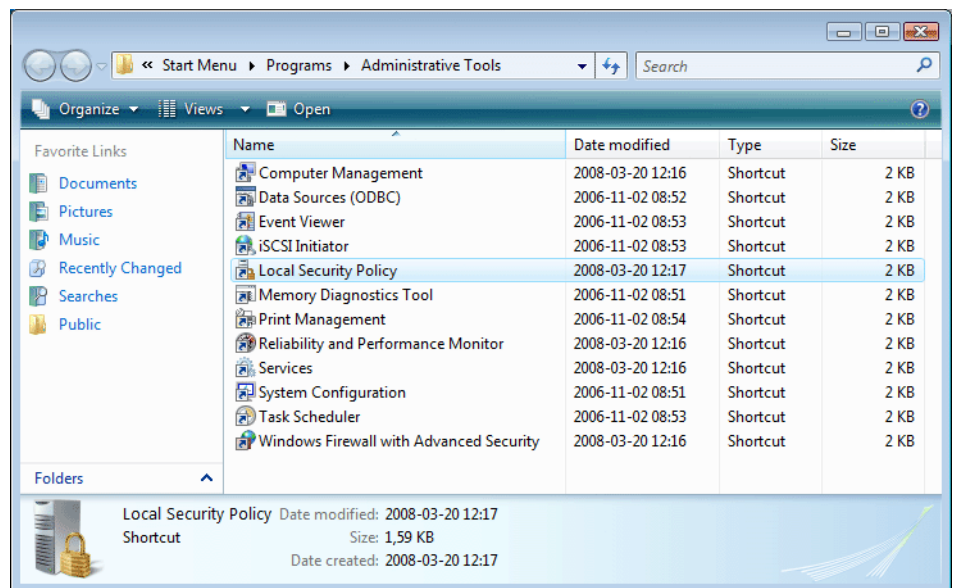 « Start Menu Programs Administrative Tools Search
Organize Views Open
Favorite Links
Documents
Pictures
Music
Recently Changed
Searches
Public
Folders
Name Date modified Type Size
Computer Management 2008-03-20 12:16 Shortcut 2 KB
Data Sources (ODBC) 2006-11-02 08:52 Shortcut 2 KB
Event Viewer 2006-11-02 08:53 Shortcut 2 KB
iSCSI Initiator 2006-11-02 08:53 Shortcut 2 KB
Local Security Policy 2008-03-20 12:17 Shortcut 2 KB
Memory Diagnostics Tool 2006-11-02 08:51 Shortcut 2 KB
Print Management 2006-11-02 08:54 Shortcut 2 KB
Reliability and Performance Monitor 2008-03-20 12:16 Shortcut 2 KB
Services 2008-03-20 12:16 Shortcut 2 KB
System Configuration 2006-11-02 08:51 Shortcut 2 KB
Task Scheduler 2006-11-02 08:53 Shortcut 2 KB
Windows Firewall with Advanced Security 2008-03-20 12:16 Shortcut 2 KB
Local Security Policy Date modified: 2008-03-20 12:17
Shortcut Size: 1,59 KB
Date created: 2008-03-20 12:17